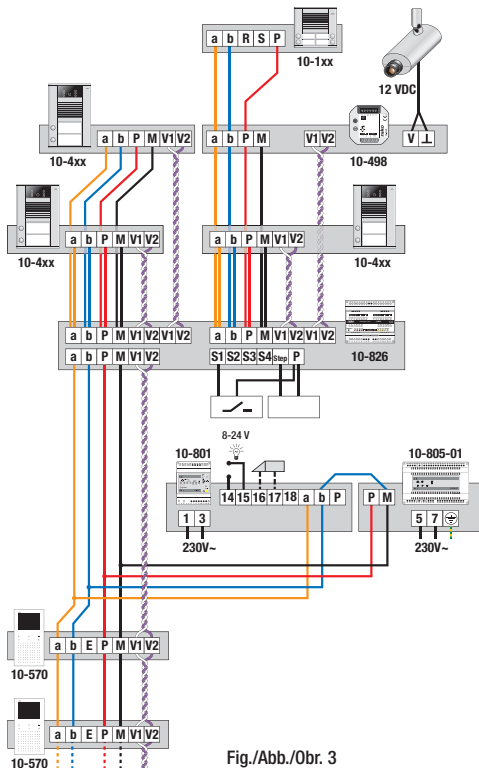 a b R S P
10-1xx
12 VDC
a b P M V1 V2
10-4xx
a b P M
V1 V2
10-498
V ⊥
a b P M V1 V2
10-4xx
a b P M V1 V2
10-4xx
a b P M V1 V2 V1 V2
a b P M V1 V2 V1 V2
a b P M V1 V2
S1 S2 S3 S4 Step P
10-826
8-24 V
10-801
14 15 16 17 18 a b P
1 3
230V~
10-805-01
P M
5 7
230V~
a b E P M V1 V2
10-570
a b E P M V1 V2
10-570
Fig./Abb./Obr. 3